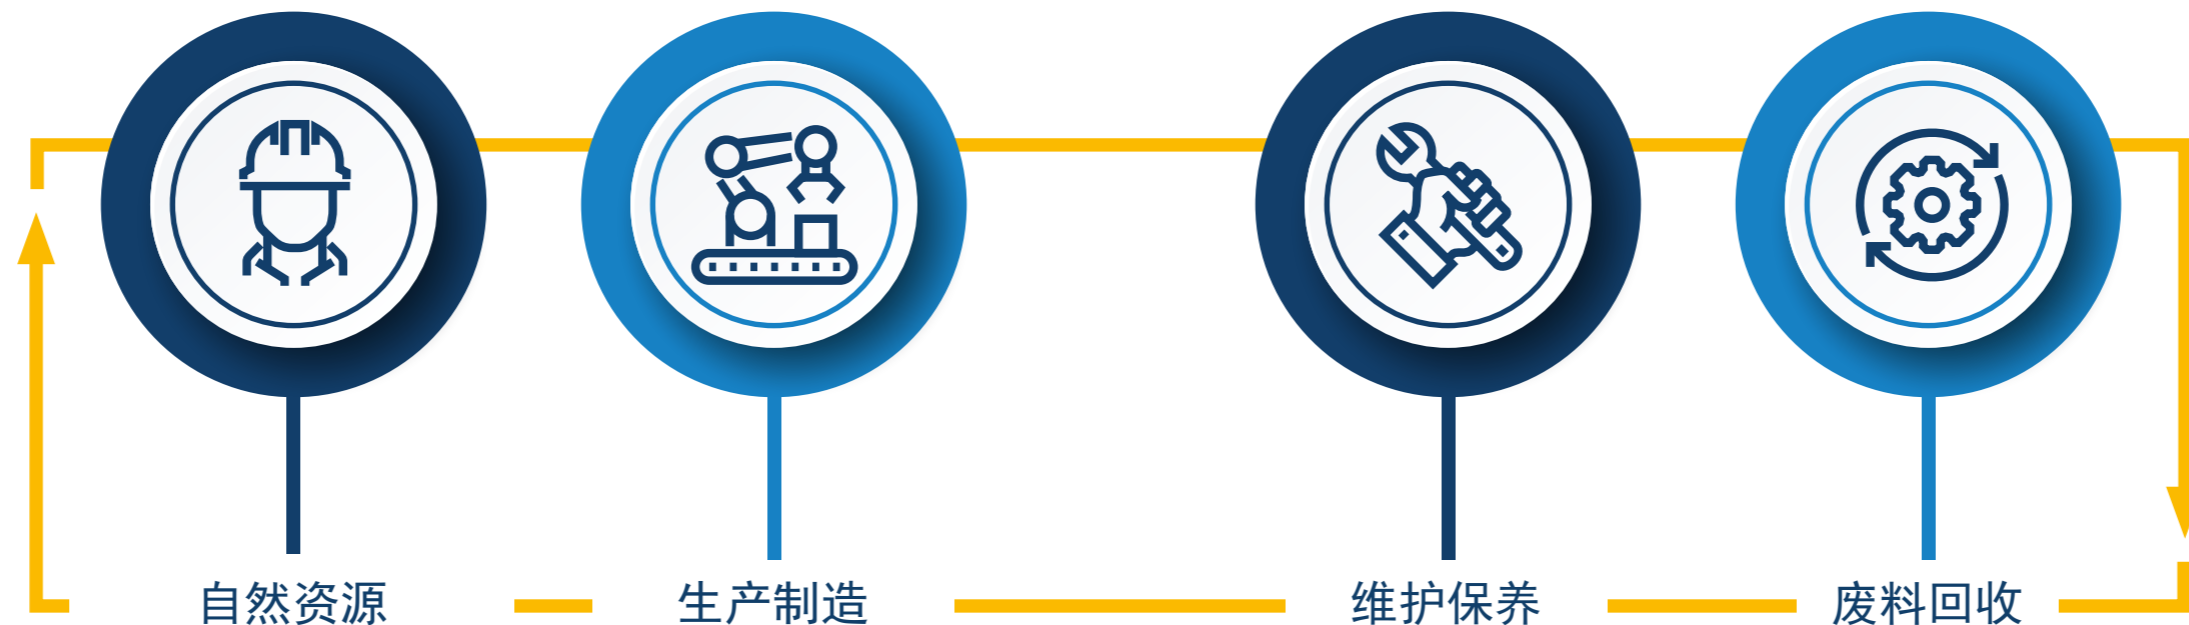 自然资源
生产制造
维护保养
废料回收